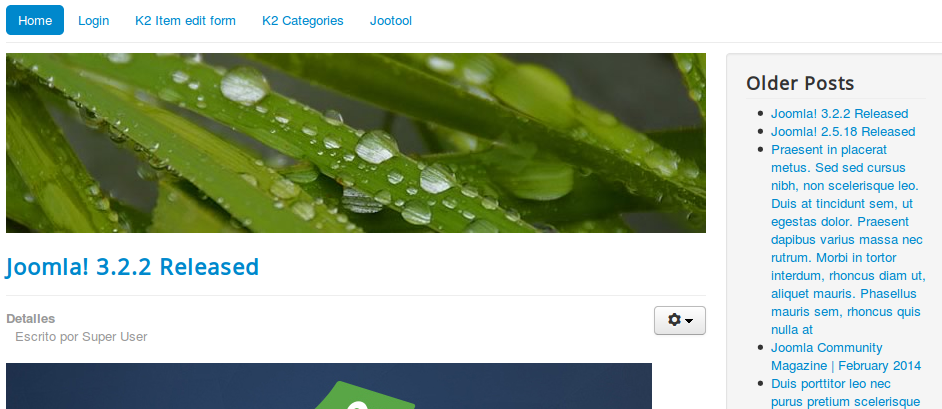 Home Login K2 Item edit form K2 Categories Jootool
Joomla! 3.2.2 Released
Detalles
Escrito por Super User
Older Posts
Joomla! 3.2.2 Released
Joomla! 2.5.18 Released
Praesent in placerat
metus. Sed sed cursus
nibh, non scelerisque leo.
Duis at tincidunt sem, ut
egestas dolor. Praesent
dapibus varius massa nec
rutrum. Morbi in tortor
interdum, rhoncus diam ut,
aliquet mauris. Phasellus
mauris sem, rhoncus quis
nulla at
Joomla Community
Magazine | February 2014
Duis porttitor leo nec
purus pretium scelerisque